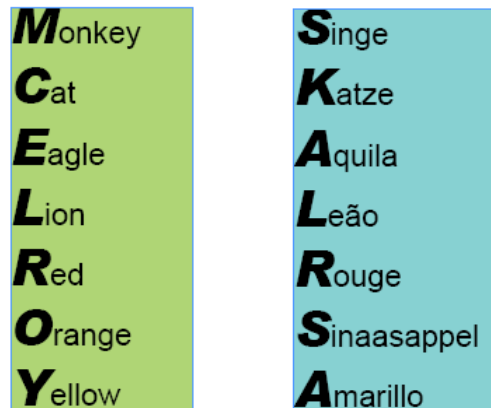 Monkey
Cat
Eagle
Lion
Red
Orange
Yellow
Singe
Katze
Aquila
Leão
Rouge
Sinaasappel
Amarillo